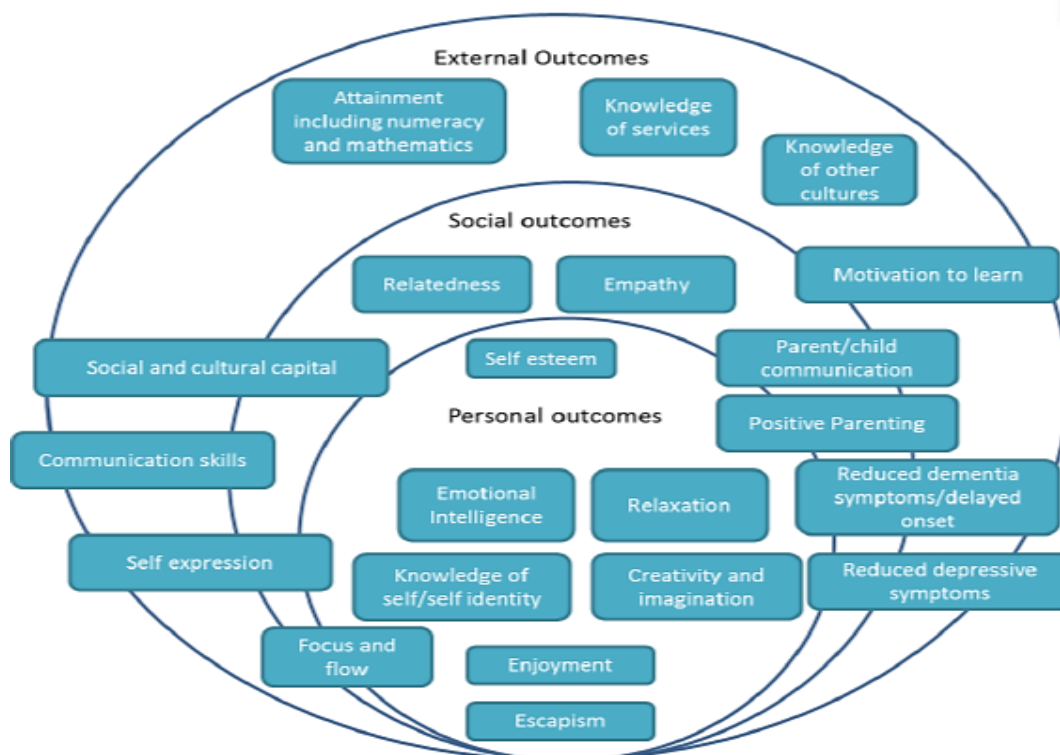 External Outcomes
Attainment
including numeracy
and mathematics
Knowledge
of services
Knowledge
of other
cultures
Social outcomes
Relatedness
Empathy
Motivation to learn
Social and cultural capital
Self esteem
Parent/child
communication
Personal outcomes
Positive Parenting
Communication skills
Emotional
Intelligence
Relaxation
Reduced dementia
symptoms/delayed
onset
Self expression
Knowledge of
self/self identity
Creativity and
imagination
Reduced depressive
symptoms
Focus and
flow
Enjoyment
Escapism